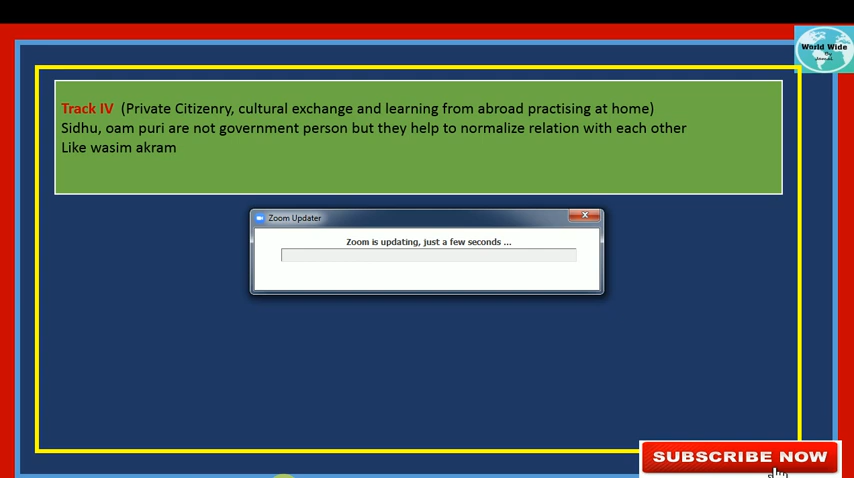 World Wide
By
Jamal
Track IV (Private Citizenry, cultural exchange and learning from abroad practising at home)
Sidhu, oam puri are not government person but they help to normalize relation with each other
Like wasim akram
Zoom Updater
Zoom is updating, just a few seconds ...
SUBSCRIBE NOW